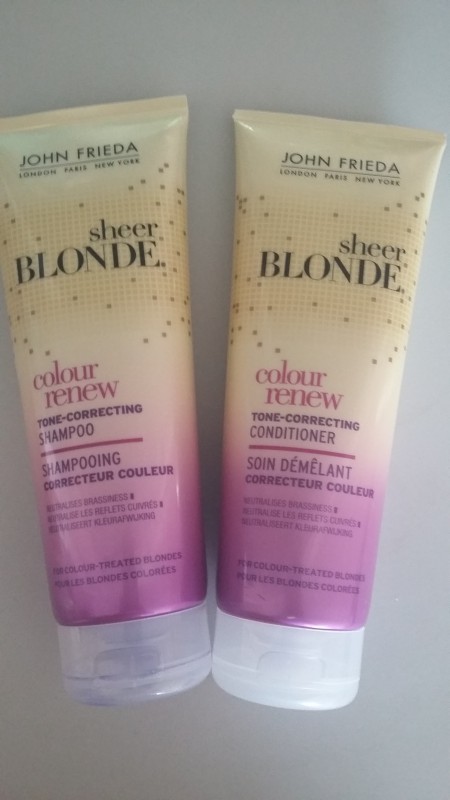 JOHN FRIEDA
LONDON PARIS NEW YORK
sheer
BLONDE
colour
renew
TONE-CORRECTING
SHAMPOO
SHAMPOOING
CORRECTEUR COULEUR
NEUTRALISES BRASSINESS
NEUTRALISE LES REFLETS CUIVRÉS
NEUTRALISEERT KLEURAFWIJKING
FOR COLOUR-TREATED BLONDES
POUR LES BLONDES COLORÉES
JOHN FRIEDA
LONDON PARIS NEW YORK
sheer
BLONDE
colour
renew
TONE-CORRECTING
CONDITIONER
SOIN DÉMÊLANT
CORRECTEUR COULEUR
NEUTRALISES BRASSINESS
NEUTRALISE LES REFLETS CUIVRÉS
NEUTRALISEERT KLEURAFWIJKING
FOR COLOUR-TREATED BLONDES
POUR LES BLONDES COLORÉES